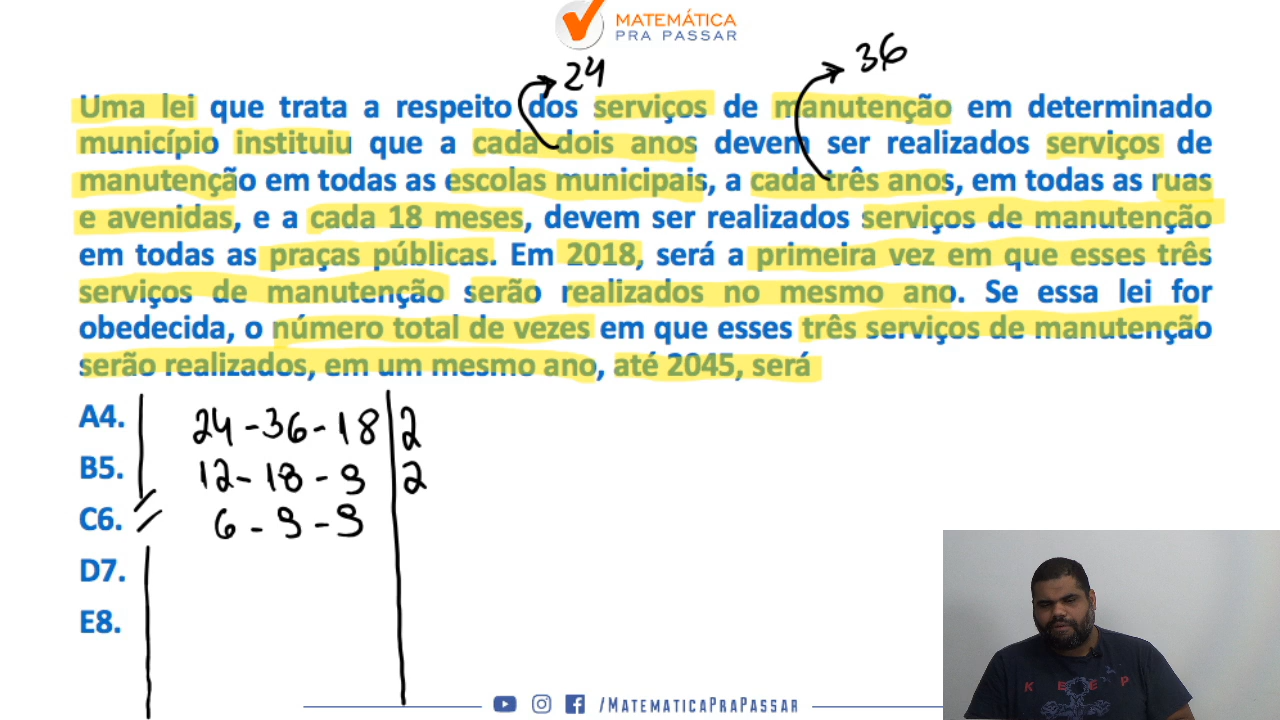 MATEMÁTICA
PRA PASSAR
24
36
Uma lei que trata a respeito dos serviços de manutenção em determinado
município instituiu que a cada dois anos devem ser realizados serviços de
manutenção em todas as escolas municipais, a cada três anos, em todas as ruas
e avenidas, e a cada 18 meses, devem ser realizados serviços de manutenção
em todas as praças públicas. Em 2018, será a primeira vez em que esses três
serviços de manutenção serão realizados no mesmo ano. Se essa lei for
obedecida, o número total de vezes em que esses três serviços de manutenção
serão realizados, em um mesmo ano, até 2045, será
A4.
24 - 36 - 18 | 2
B5.
12 - 18 - 9 | 2
C6.
6 - 9 - 9
D7.
E8.
K E E P
/MATEMATICAPRAPASSAR